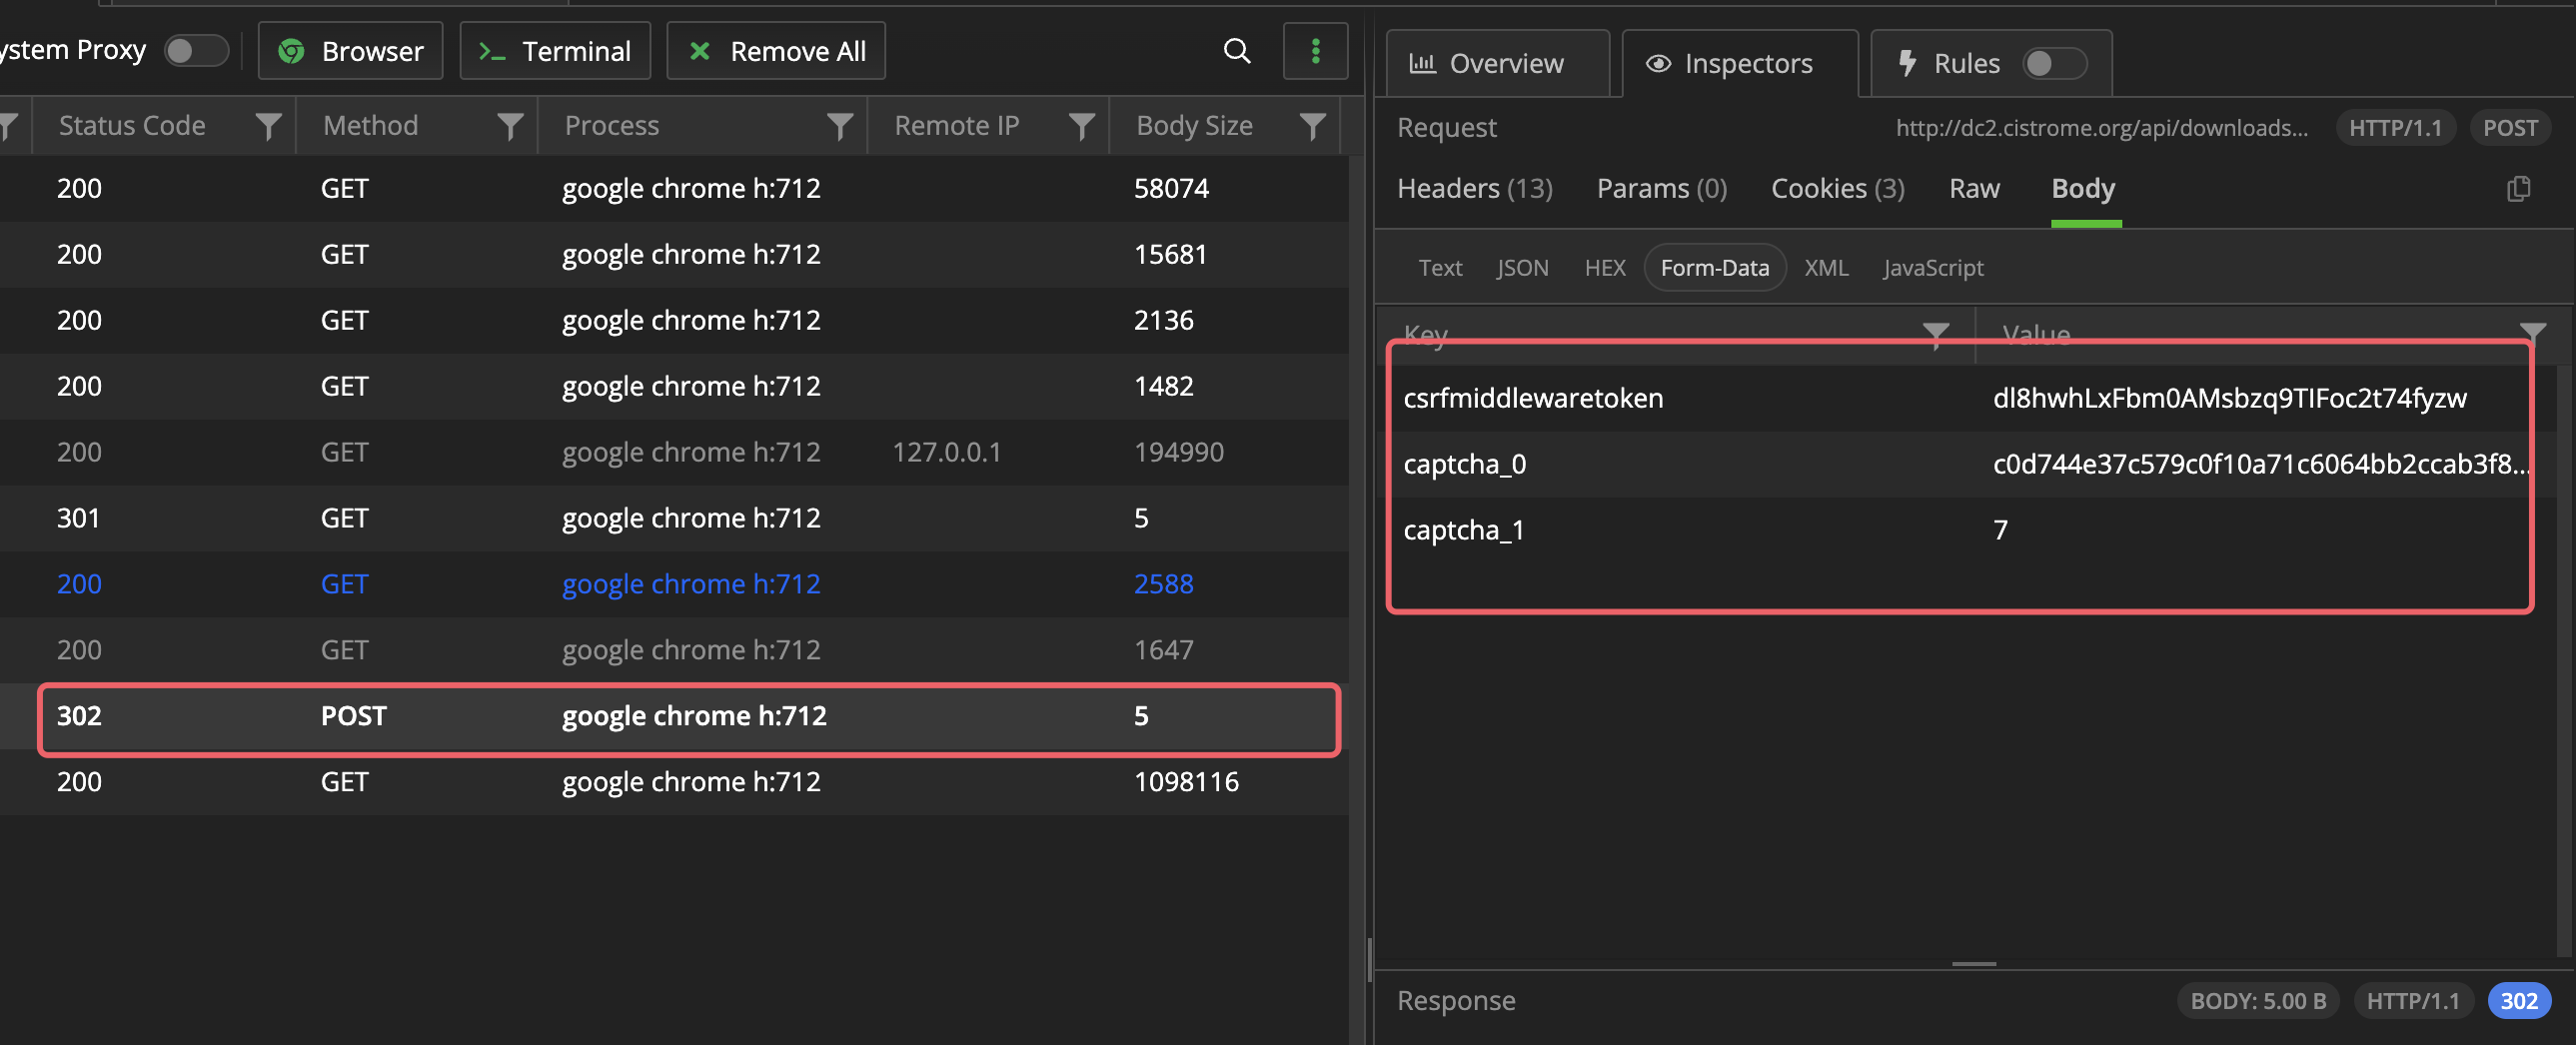 ystem Proxy Browser Terminal Remove All
Status Code Method Process Remote IP Body Size
200 GET google chrome h:712 58074
200 GET google chrome h:712 15681
200 GET google chrome h:712 2136
200 GET google chrome h:712 1482
200 GET google chrome h:712 127.0.0.1 194990
301 GET google chrome h:712 5
200 GET google chrome h:712 2588
200 GET google chrome h:712 1647
302 POST google chrome h:712 5
200 GET google chrome h:712 1098116
Overview Inspectors Rules
Request http://dc2.cistrome.org/api/downloads... HTTP/1.1 POST
Headers (13) Params (0) Cookies (3) Raw Body
Text JSON HEX Form-Data XML JavaScript
Key Value
csrfmiddlewaretoken dl8hwhLxFbm0AMsbzq9TIFoc2t74fyzw
captcha_0 c0d744e37c579c0f10a71c6064bb2ccab3f8...
captcha_1 7
Response BODY: 5.00 B HTTP/1.1 302